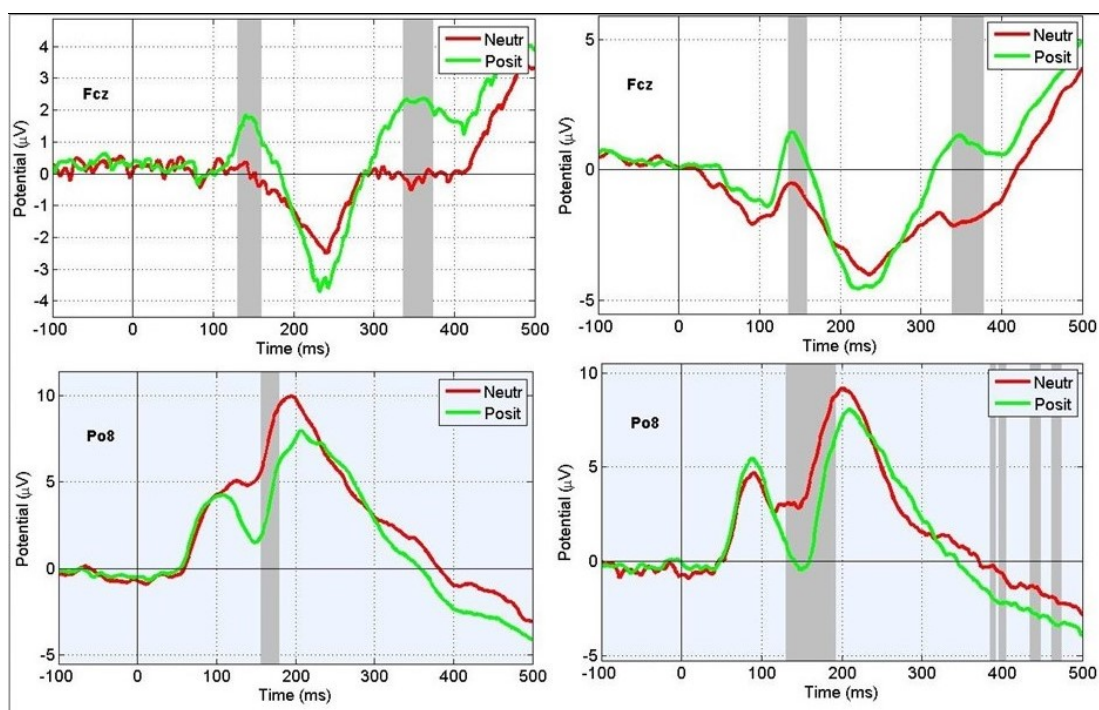 4
3
2
1
0
-1
-2
-3
-4
Potential (µV)
Fcz
Neutr
Posit
-100 0 100 200 300 400 500
Time (ms)
5
0
-5
Potential (µV)
Fcz
Neutr
Posit
-100 0 100 200 300 400 500
Time (ms)
10
5
0
-5
Potential (µV)
Po8
Neutr
Posit
-100 0 100 200 300 400 500
Time (ms)
10
5
0
-5
Potential (µV)
Po8
Neutr
Posit
-100 0 100 200 300 400 500
Time (ms)